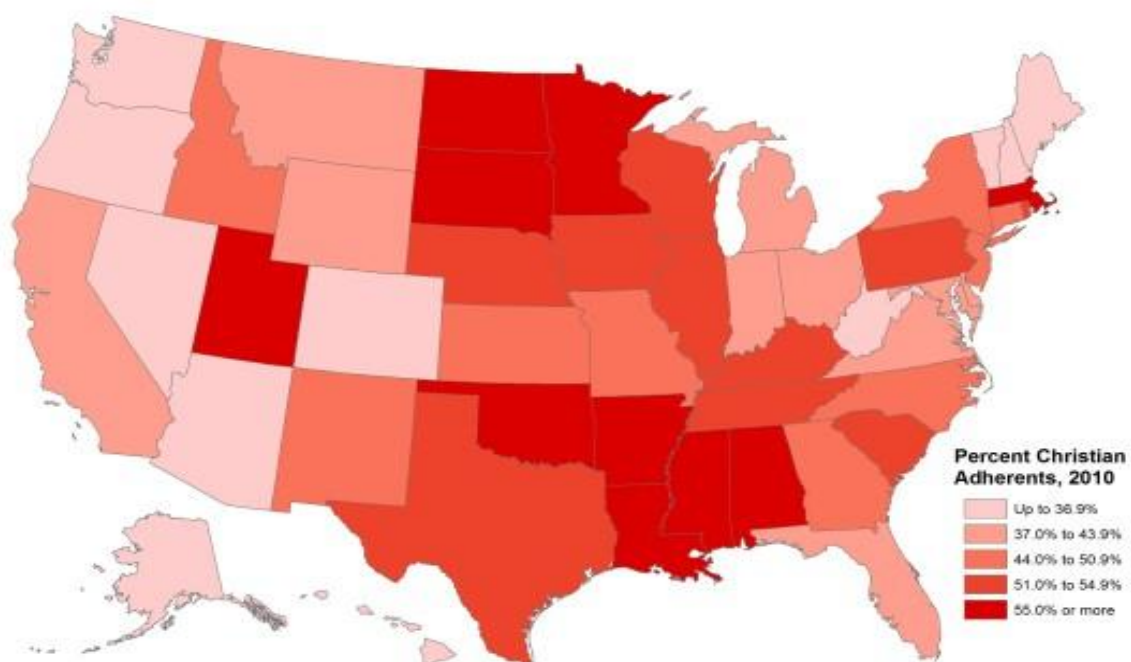 Percent Christian
Adherents, 2010
Up to 36.9%
37.0% to 43.9%
44.0% to 50.9%
51.0% to 54.9%
55.0% or more